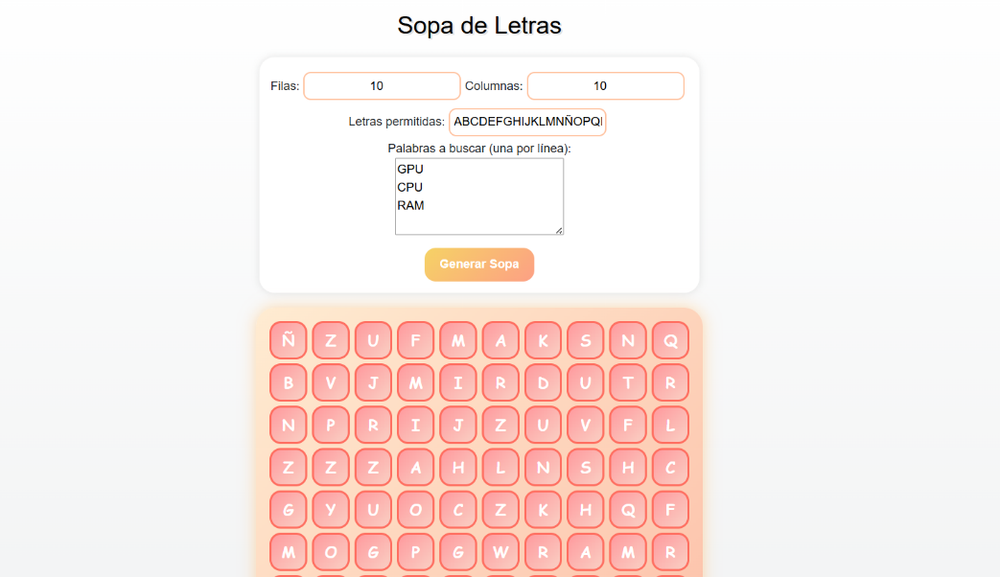 Sopa de Letras
Filas: 10 Columnas: 10
Letras permitidas: ABCDEFGHIJKLMNÑOPQ
Palabras a buscar (una por línea):
GPU
CPU
RAM
Generar Sopa
Ñ Z U F M A K S N Q
B V J M I R D U T R
N P R I J Z U V F L
Z Z Z A H L N S H C
G Y U O C Z K H Q F
M O G P G W R A M R